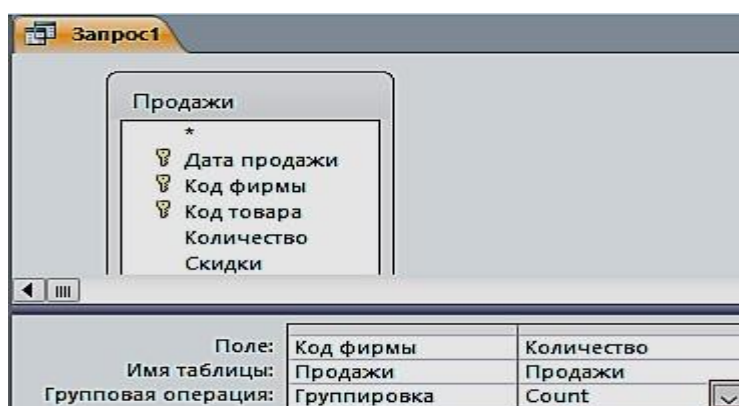 Запрос1
Продажи
*
Дата продажи
Код фирмы
Код товара
Количество
Скидки
Поле: Код фирмы Количество
Имя таблицы: Продажи Продажи
Групповая операция: Группировка Count